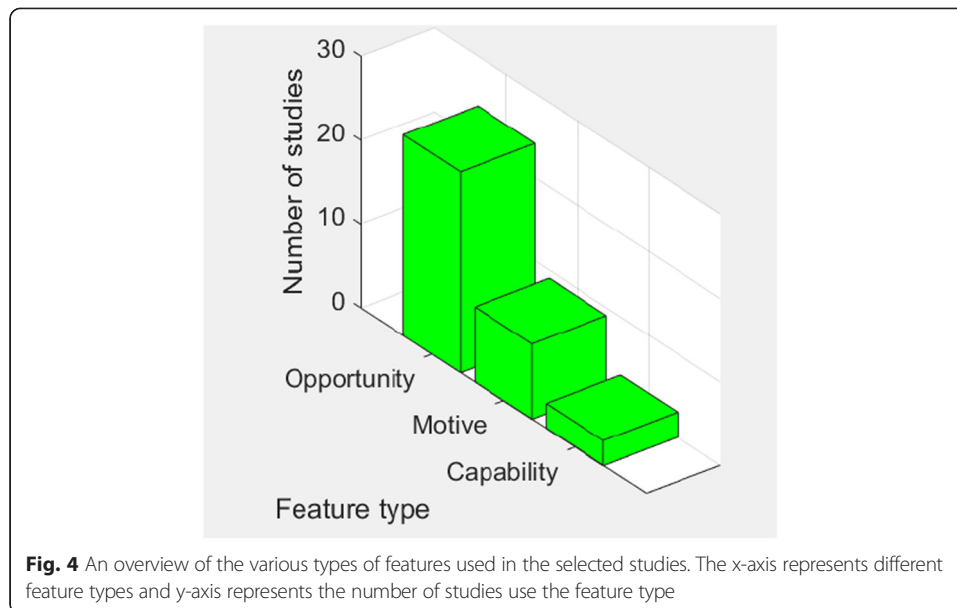 30
20
10
0
Number of studies
Opportunity
Motive
Capability
Feature type
Fig. 4 An overview of the various types of features used in the selected studies. The x-axis represents different
feature types and y-axis represents the number of studies use the feature type